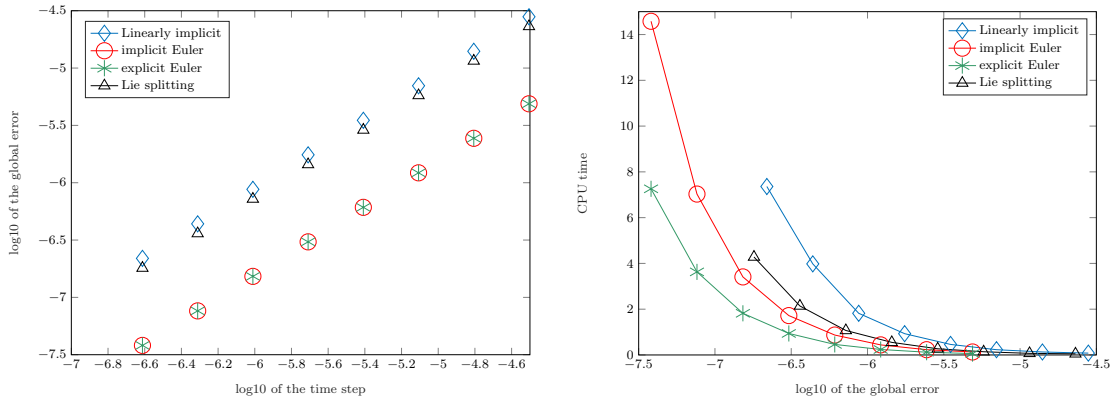 −4.5
−5
−5.5
−6
−6.5
−7
−7.5
log10 of the global error
Linearly implicit
implicit Euler
explicit Euler
Lie splitting
−7 −6.8 −6.6 −6.4 −6.2 −6 −5.8 −5.6 −5.4 −5.2 −5 −4.8 −4.6
log10 of the time step
14
12
10
8
6
4
2
0
CPU time
Linearly implicit
implicit Euler
explicit Euler
Lie splitting
−7.5 −7 −6.5 −6 −5.5 −5 −4.5
log10 of the global error